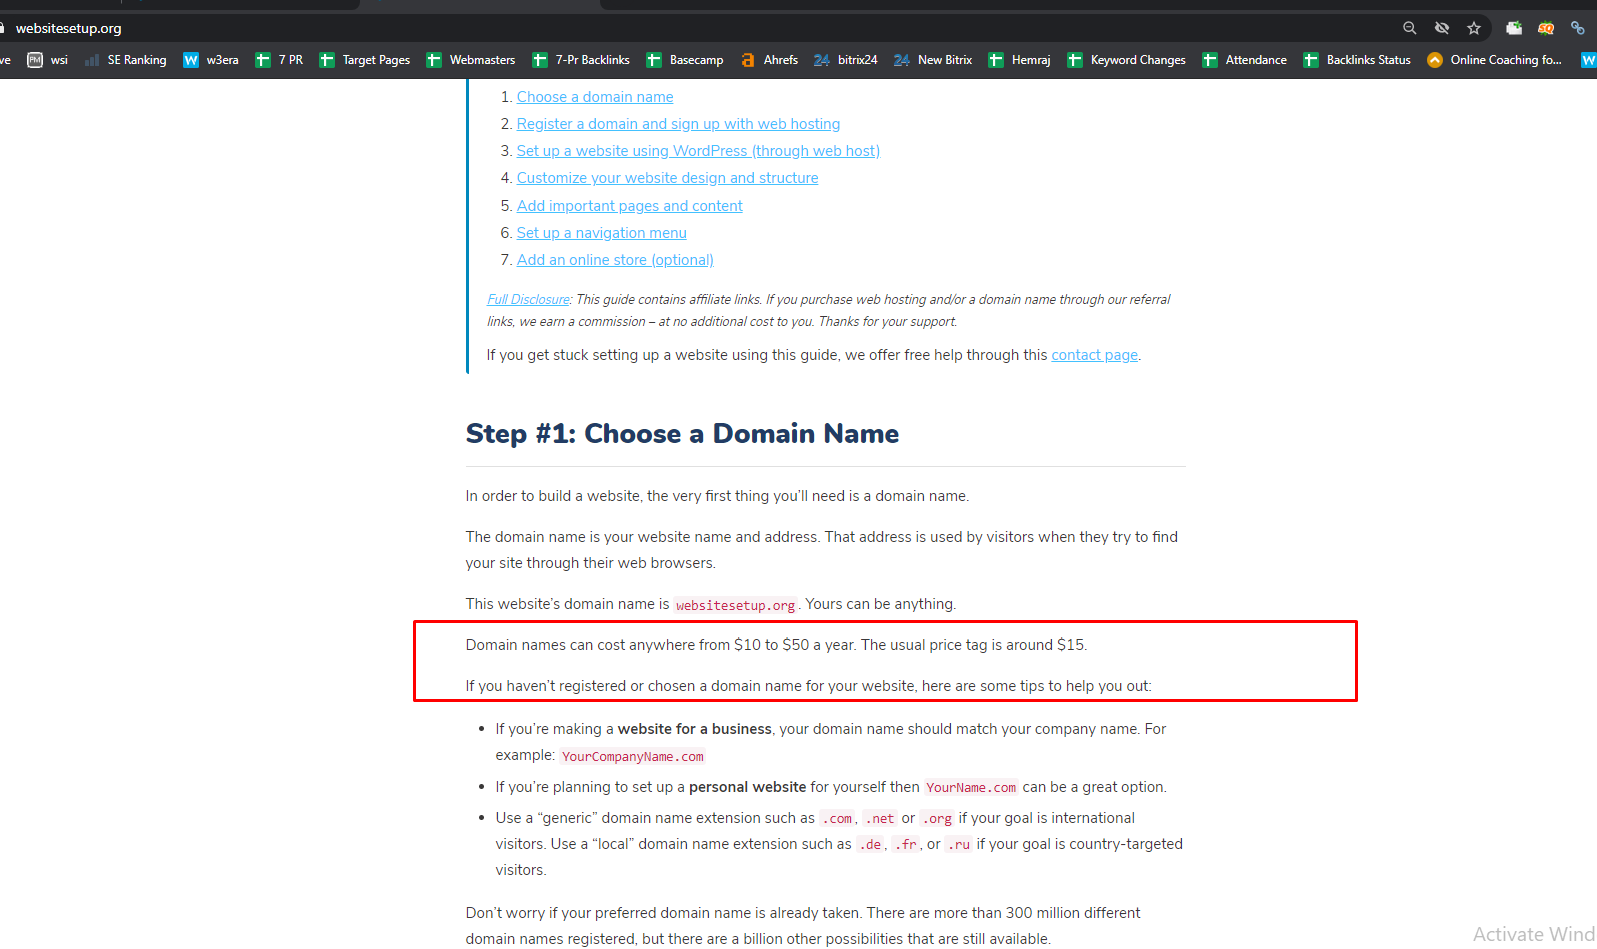 websitesetup.org
ve wsi SE Ranking w3era 7 PR Target Pages Webmasters 7-Pr Backlinks Basecamp Ahrefs bitrix24 New Bitrix Hemraj Keyword Changes Attendance Backlinks Status Online Coaching fo...
1. Choose a domain name
2. Register a domain and sign up with web hosting
3. Set up a website using WordPress (through web host)
4. Customize your website design and structure
5. Add important pages and content
6. Set up a navigation menu
7. Add an online store (optional)
Full Disclosure: This guide contains affiliate links. If you purchase web hosting and/or a domain name through our referral
links, we earn a commission – at no additional cost to you. Thanks for your support.
If you get stuck setting up a website using this guide, we offer free help through this contact page.
Step #1: Choose a Domain Name
In order to build a website, the very first thing you’ll need is a domain name.
The domain name is your website name and address. That address is used by visitors when they try to find
your site through their web browsers.
This website’s domain name is websitesetup.org. Yours can be anything.
Domain names can cost anywhere from $10 to $50 a year. The usual price tag is around $15.
If you haven’t registered or chosen a domain name for your website, here are some tips to help you out:
• If you’re making a website for a business, your domain name should match your company name. For
example: YourCompanyName.com
• If you’re planning to set up a personal website for yourself then YourName.com can be a great option.
• Use a “generic” domain name extension such as .com, .net or .org if your goal is international
visitors. Use a “local” domain name extension such as .de, .fr, or .ru if your goal is country-targeted
visitors.
Don’t worry if your preferred domain name is already taken. There are more than 300 million different
domain names registered, but there are a billion other possibilities that are still available.
Activate Wind